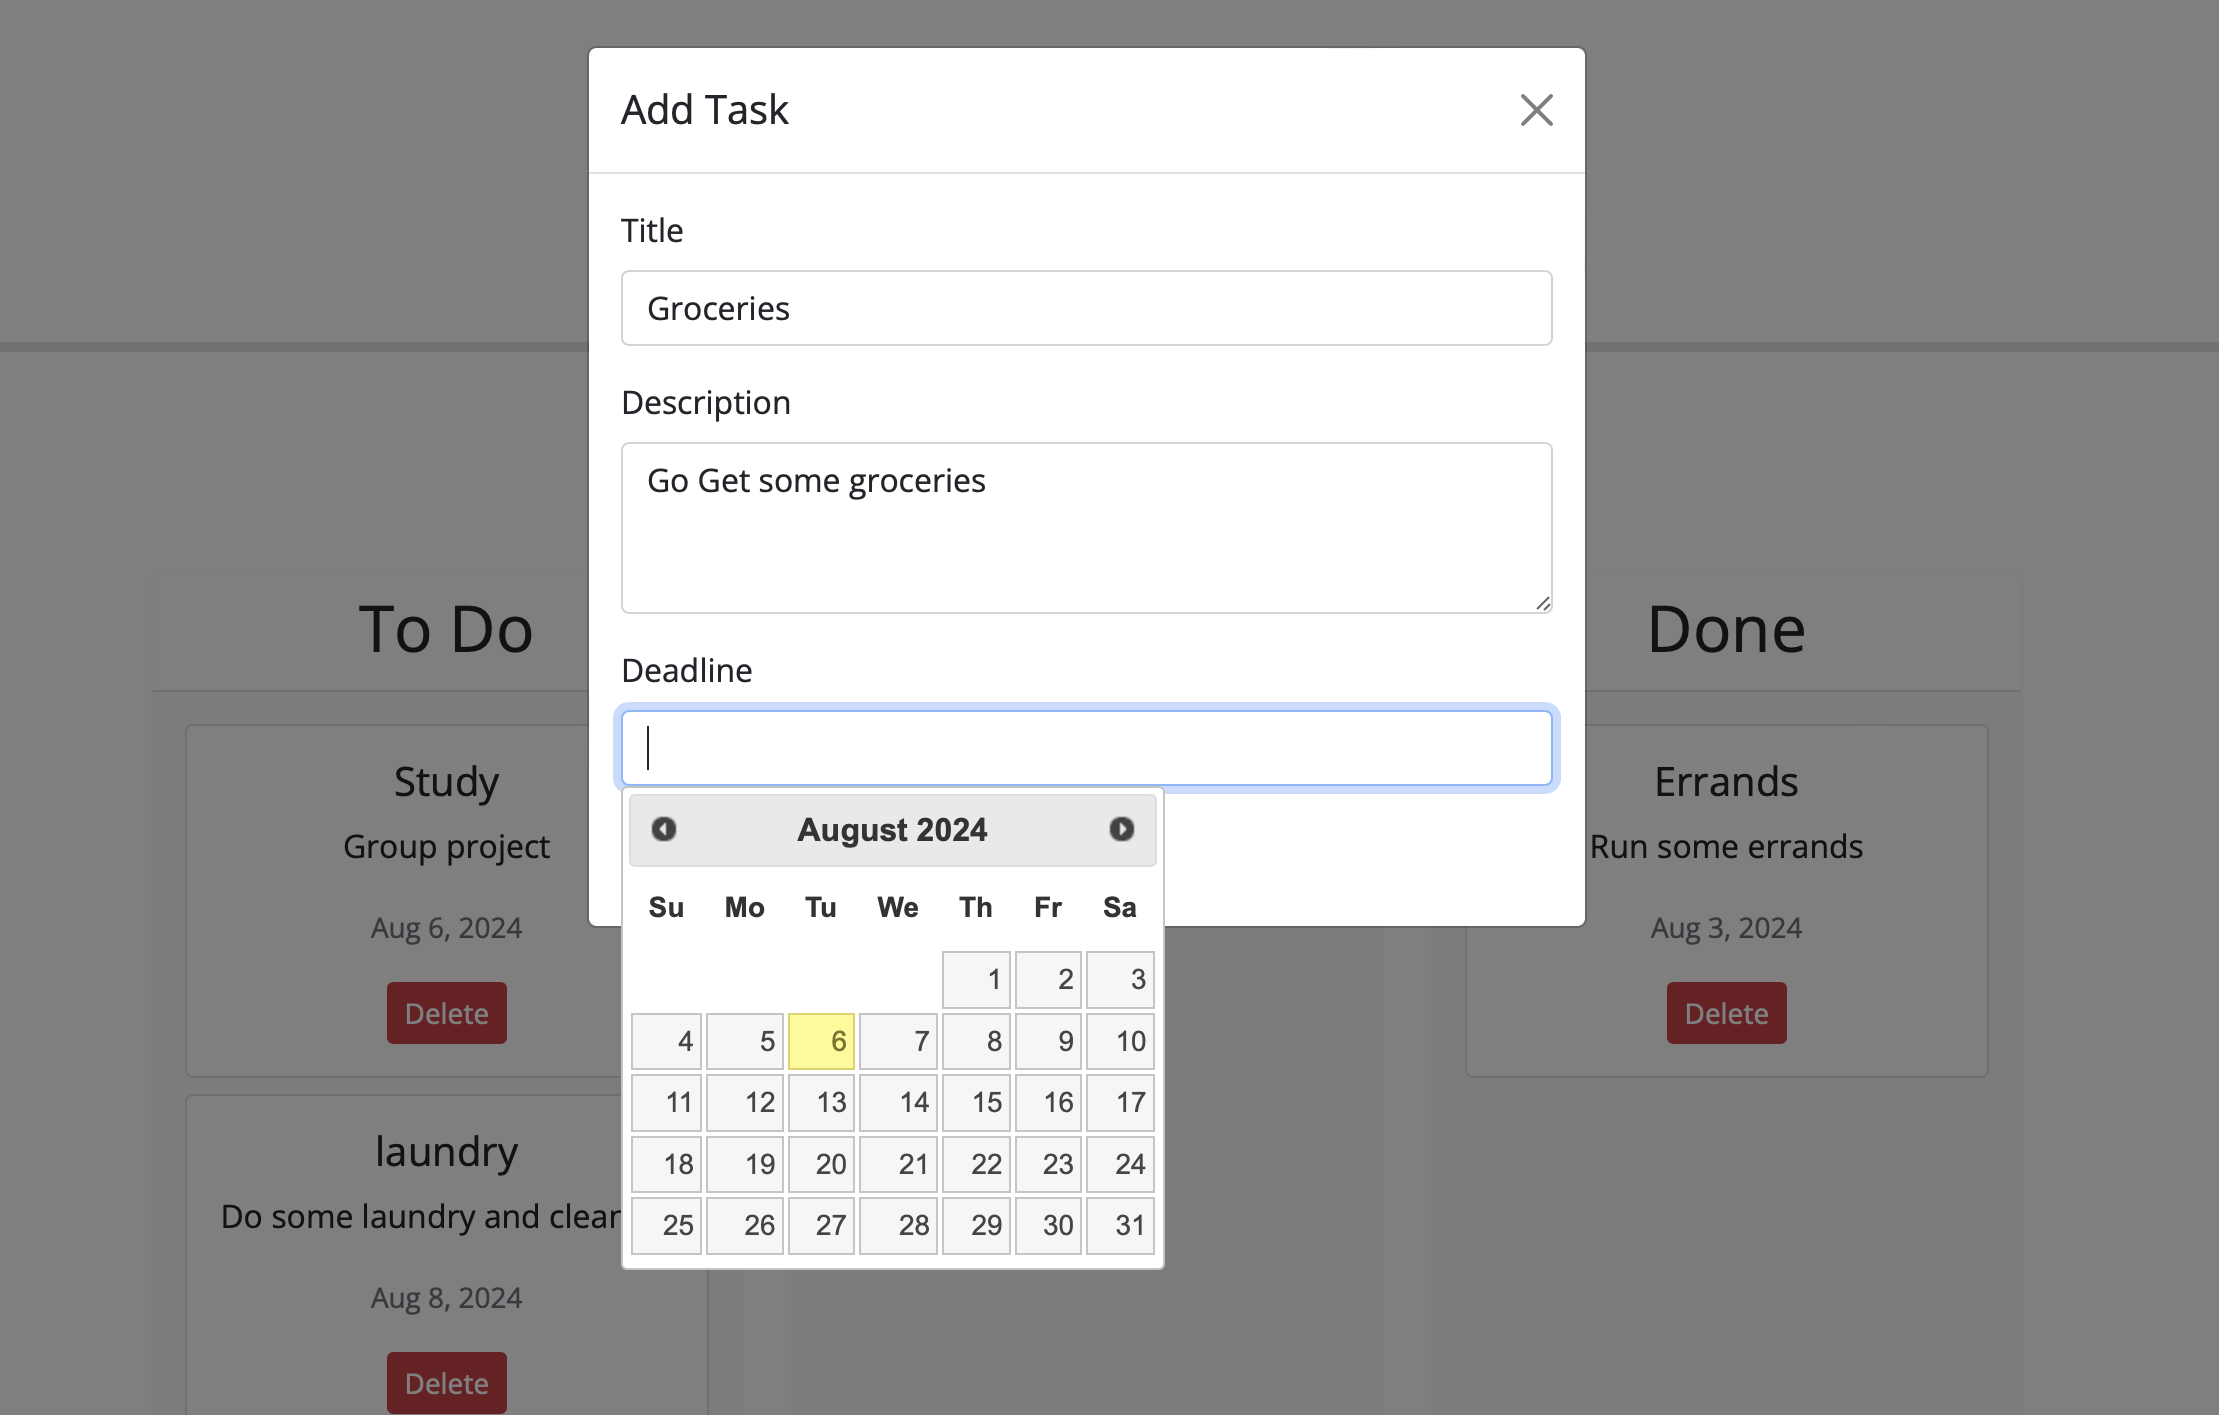 Add Task
Title
Groceries
Description
Go Get some groceries
Deadline
August 2024
Su Mo Tu We Th Fr Sa
1 2 3
4 5 6 7 8 9 10
11 12 13 14 15 16 17
18 19 20 21 22 23 24
25 26 27 28 29 30 31
To Do
Study
Group project
Aug 6, 2024
Delete
laundry
Do some laundry and
Aug 8, 2024
Delete
Done
Errands
Run some errands
Aug 3, 2024
Delete